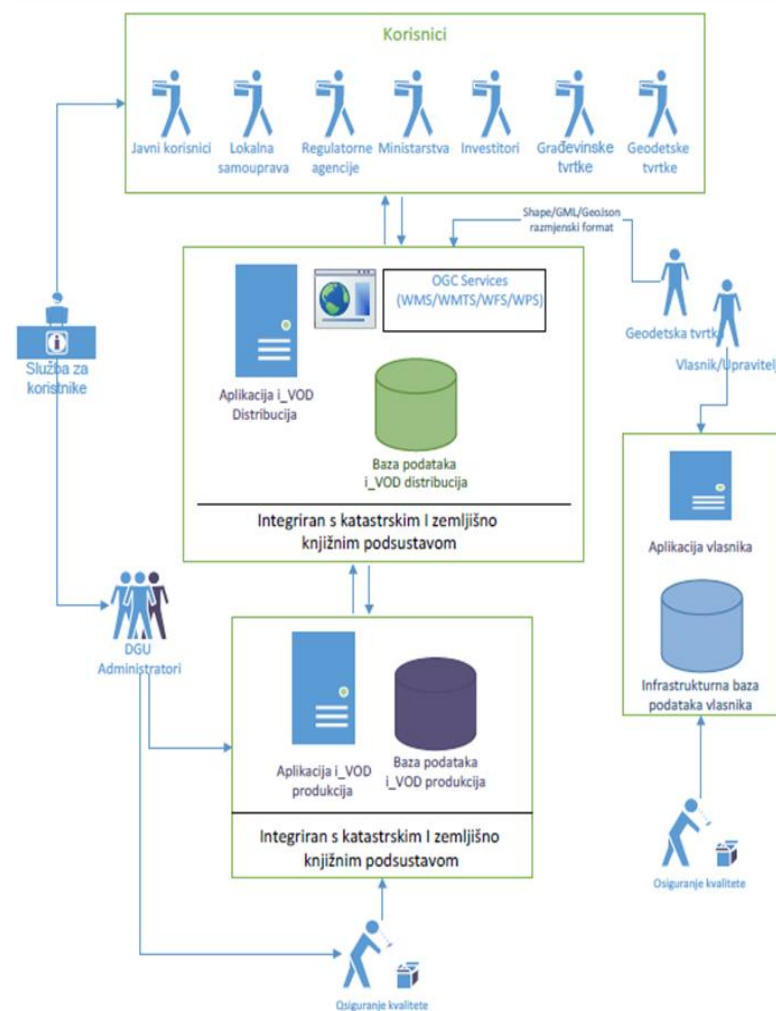 Korisnici
Javni korisnici
Lokalna
samouprava
Regulatorne
agencije
Ministarstva
Investitori
Građevinske
tvrtke
Geodetske
tvrtke
Shape/GML/GeoJson
razmjenski format
OGC Services
(WMS/WMTS/WFS/WPS)
Geodetska tvrtka
Vlasnik/Upravitelj
Služba za
koristnike
Aplikacija i_VOD
Distribucija
Baza podataka
i_VOD distribucija
Integriran s katastrskim I zemljišno
knjižnim podsustavom
Aplikacija vlasnika
Infrastrukturna baza
podataka vlasnika
DGU
Administratori
Aplikacija i_VOD
produkcija
Baza podataka
i_VOD produkcija
Integriran s katastrskim I zemljišno
knjižnim podsustavom
Osiguranje kvalitete
Osiguranje kvalitete